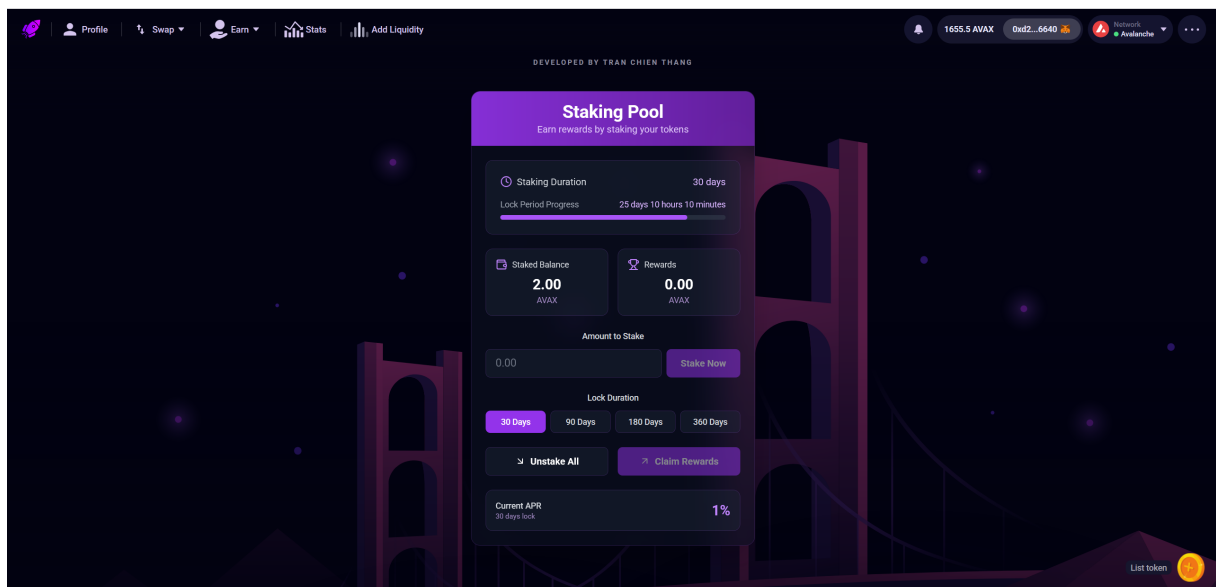 Profile
Swap
Earn
Stats
Add Liquidity
1655.5 AVAX
0xd2...6640
Network
Avalanche
DEVELOPED BY TRAN CHIEN THANG
Staking Pool
Earn rewards by staking your tokens
Staking Duration 30 days
Lock Period Progress 25 days 10 hours 10 minutes
Staked Balance
2.00
AVAX
Rewards
0.00
AVAX
Amount to Stake
0.00
Stake Now
Lock Duration
30 Days
90 Days
180 Days
360 Days
Unstake All
Claim Rewards
Current APR
30 days lock
1%
List token